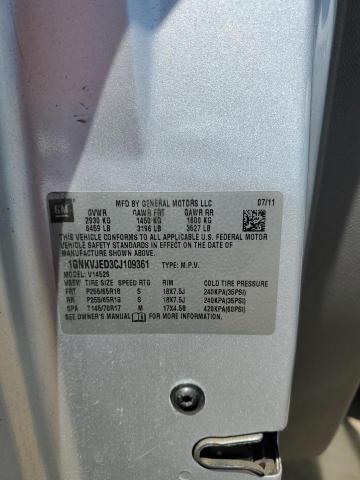 GM
MFD BY GENERAL MOTORS LLC 07/11
GVWR GAWR FRT GAWR RR
2930 KG 1450 KG 1600 KG
6459 LB 3196 LB 3527 LB
THIS VEHICLE CONFORMS TO ALL APPLICABLE U.S. FEDERAL MOTOR
VEHICLE SAFETY STANDARDS IN EFFECT ON THE DATE OF
MANUFACTURE SHOWN ABOVE.
1GNKVJED3CJ109361 TYPE: M.P.V.
MODEL: V14526
TIRE SIZE SPEED RTG RIM COLD TIRE PRESSURE
FRT P255/65R18 S 18X7.5J 240KPA(35PSI)
RR P255/65R18 S 18X7.5J 240KPA(35PSI)
SPA T145/70R17 M 17X4.5B 420KPA(60PSI)
SEE OWNER'S MANUAL FOR MORE INFORMATION.